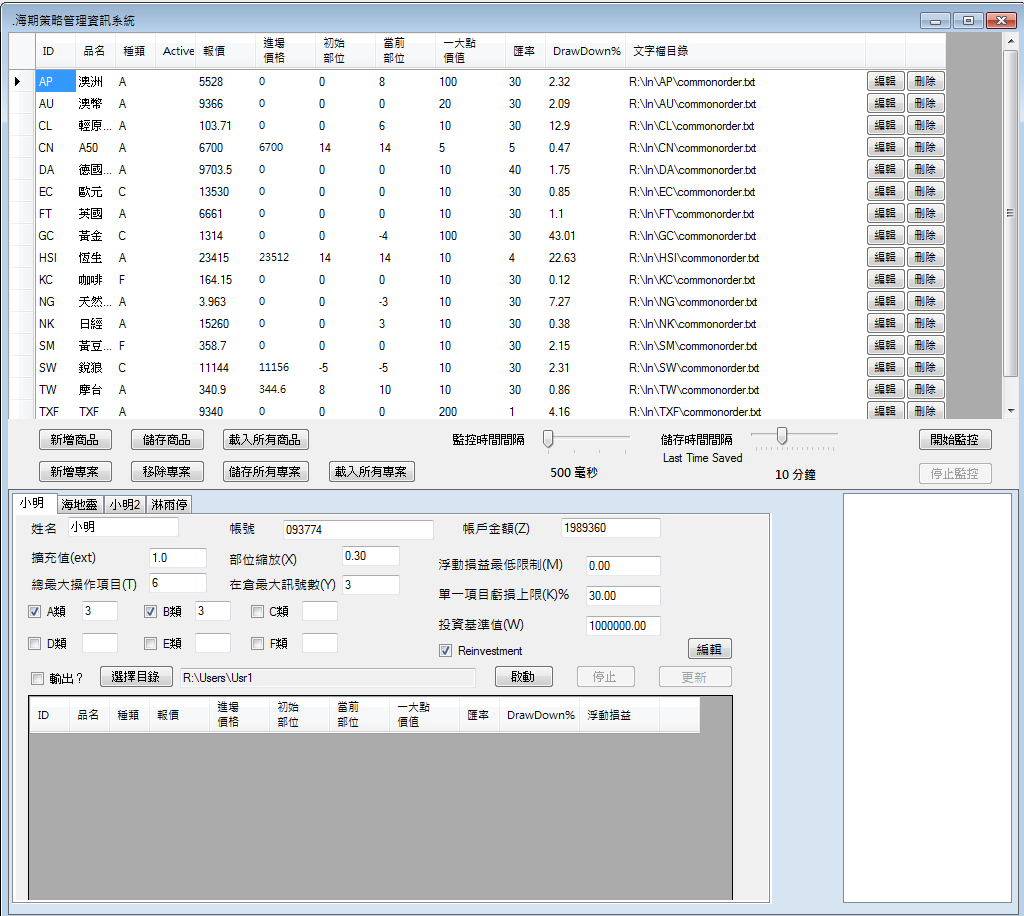 .海期策略管理資訊系統
ID 品名 種類 Active 報價 進場價格 初始部位 當前部位 一大點價值 匯率 DrawDown% 文字檔目錄
AP 澳洲 A 5528 0 0 8 100 30 2.32 R:\In\AP\commonorder.txt 編輯 刪除
AU 澳幣 A 9366 0 0 0 20 30 2.09 R:\In\AU\commonorder.txt 編輯 刪除
CL 輕原... A 103.71 0 0 6 10 30 12.9 R:\In\CL\commonorder.txt 編輯 刪除
CN A50 A 6700 6700 14 14 5 5 0.47 R:\In\CN\commonorder.txt 編輯 刪除
DA 德國... A 9703.5 0 0 0 10 40 1.75 R:\In\DA\commonorder.txt 編輯 刪除
EC 歐元 C 13530 0 0 0 10 30 0.85 R:\In\EC\commonorder.txt 編輯 刪除
FT 英國 A 6661 0 0 0 10 30 1.1 R:\In\FT\commonorder.txt 編輯 刪除
GC 黃金 C 1314 0 0 -4 100 30 43.01 R:\In\GC\commonorder.txt 編輯 刪除
HSI 恆生 A 23415 23512 14 14 10 4 22.63 R:\In\HSI\commonorder.txt 編輯 刪除
KC 咖啡 F 164.15 0 0 0 10 30 0.12 R:\In\KC\commonorder.txt 編輯 刪除
NG 天然... A 3.963 0 0 -3 10 30 7.27 R:\In\NG\commonorder.txt 編輯 刪除
NK 日經 A 15260 0 0 3 10 30 0.38 R:\In\NK\commonorder.txt 編輯 刪除
SM 黃豆... F 358.7 0 0 0 10 30 2.15 R:\In\SM\commonorder.txt 編輯 刪除
SW 銳狼 C 11144 11156 -5 -5 10 30 2.31 R:\In\SW\commonorder.txt 編輯 刪除
TW 摩台 A 340.9 344.6 8 10 10 30 0.86 R:\In\TW\commonorder.txt 編輯 刪除
TXF TXF A 9340 0 0 0 200 1 4.16 R:\In\TXF\commonorder.txt 編輯 刪除
新增商品 儲存商品 載入所有商品 監控時間間隔 儲存時間間隔 開始監控
Last Time Saved
新增專案 移除專案 儲存所有專案 載入所有專案 500 毫秒 10 分鐘 停止監控
小明 海地靈 小明2 淋雨停
姓名 小明 帳號 093774 帳戶金額(Z) 1989360
擴充值(ext) 1.0 部位縮放(X) 0.30 浮動損益最低限制(M) 0.00
總最大操作項目(T) 6 在倉最大訊號數(Y) 3 單一項目虧損上限(K)% 30.00
A類 3 B類 3 C類 投資基準值(W) 1000000.00
D類 E類 F類 Reinvestment 編輯
輸出？ 選擇目錄 R:\Users\Usr1 啟動 停止 更新
ID 品名 種類 報價 進場價格 初始部位 當前部位 一大點價值 匯率 DrawDown% 浮動損益